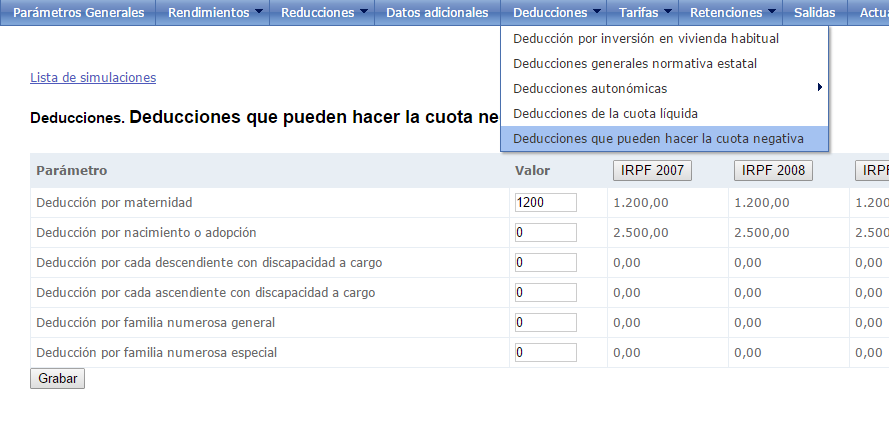 Parámetros Generales Rendimientos Reducciones Datos adicionales Deducciones Tarifas Retenciones Salidas Actua
Deducción por inversión en vivienda habitual
Deducciones generales normativa estatal
Deducciones autonómicas
Deducciones de la cuota líquida
Deducciones que pueden hacer la cuota negativa
Lista de simulaciones
Deducciones. Deducciones que pueden hacer la cuota ne
Parámetro Valor IRPF 2007 IRPF 2008 IRPF
Deducción por maternidad 1200 1.200,00 1.200,00 1.200
Deducción por nacimiento o adopción 0 2.500,00 2.500,00 2.500
Deducción por cada descendiente con discapacidad a cargo 0 0,00 0,00 0,00
Deducción por cada ascendiente con discapacidad a cargo 0 0,00 0,00 0,00
Deducción por familia numerosa general 0 0,00 0,00 0,00
Deducción por familia numerosa especial 0 0,00 0,00 0,00
Grabar